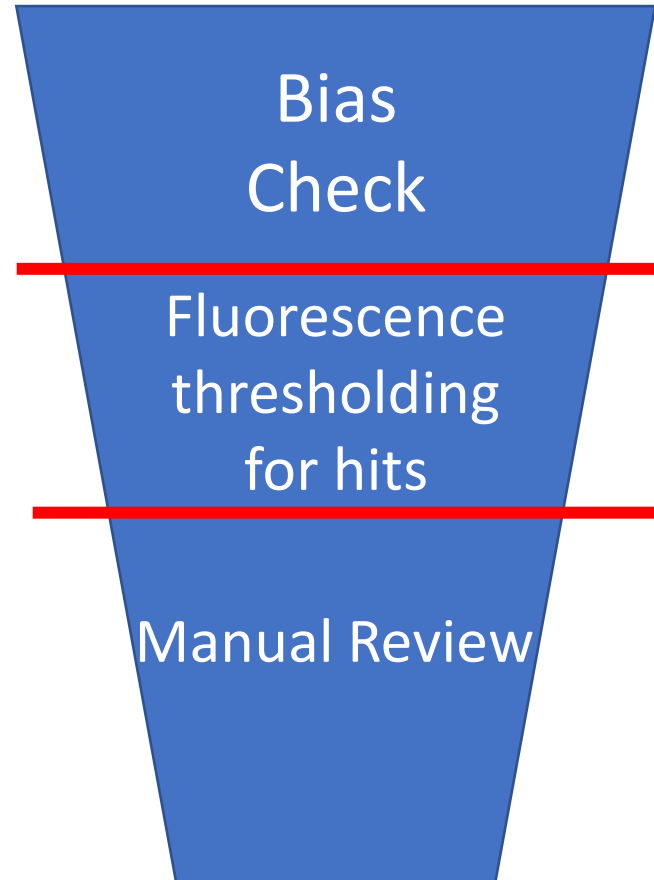 Bias
Check
Fluorescence
thresholding
for hits
Manual Review